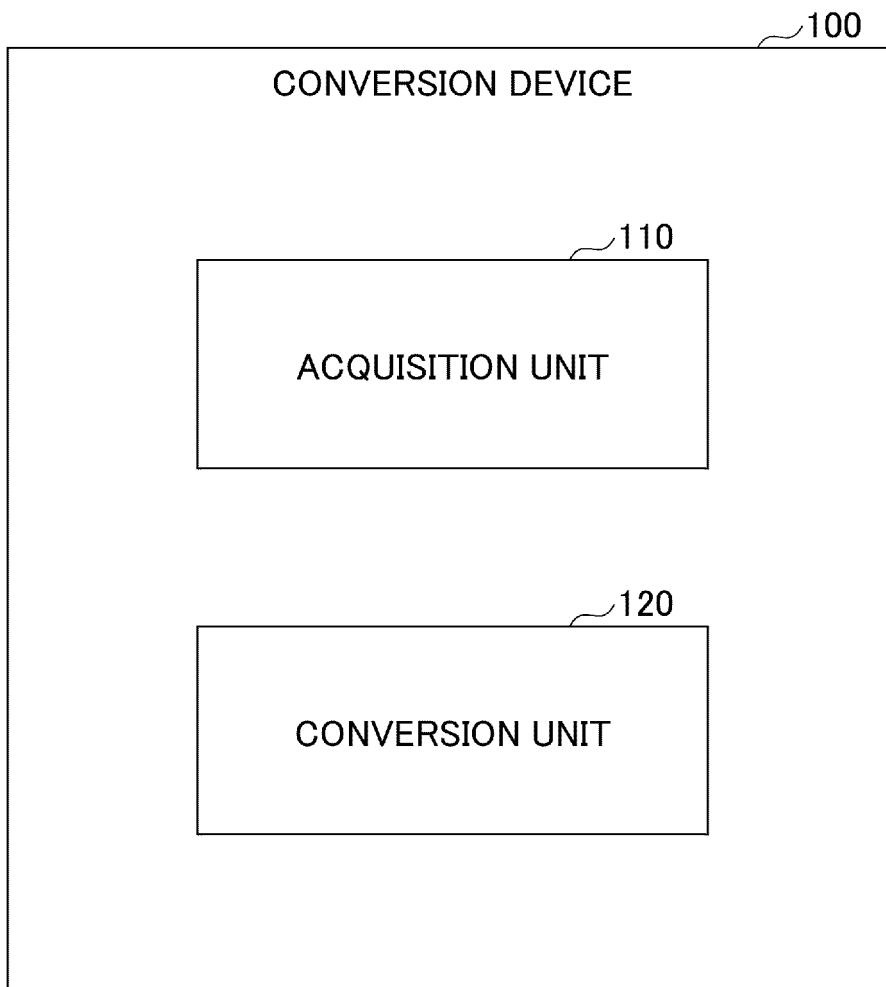 100
CONVERSION DEVICE
110
ACQUISITION UNIT
120
CONVERSION UNIT